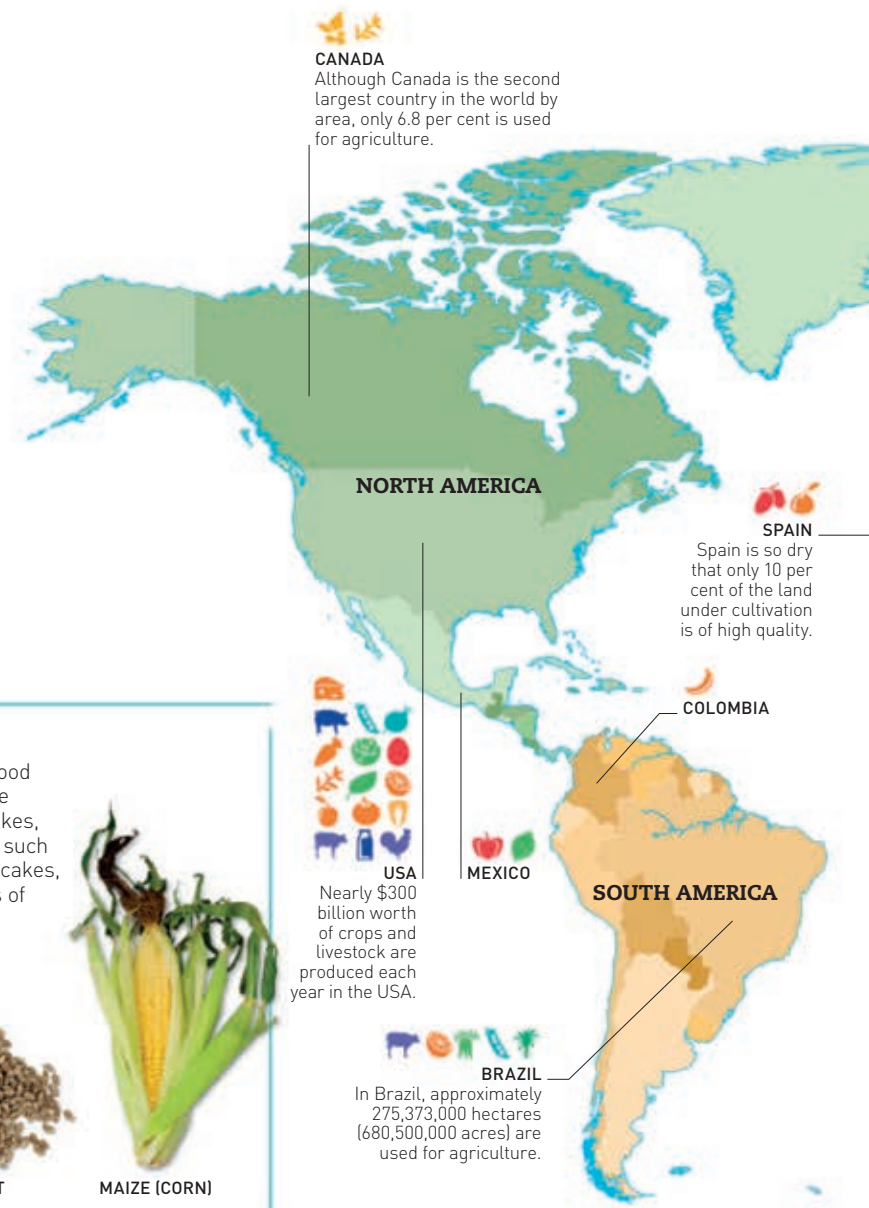 CANADA
Although Canada is the second
largest country in the world by
area, only 6.8 per cent is used
for agriculture.
NORTH AMERICA
SPAIN
Spain is so dry
that only 10 per
cent of the land
under cultivation
is of high quality.
COLOMBIA
USA
Nearly $300
billion worth
of crops and
livestock are
produced each
year in the USA.
MEXICO
SOUTH AMERICA
BRAZIL
In Brazil, approximately
275,373,000 hectares
(680,500,000 acres) are
used for agriculture.
such
cakes,
of
MAIZE (CORN)